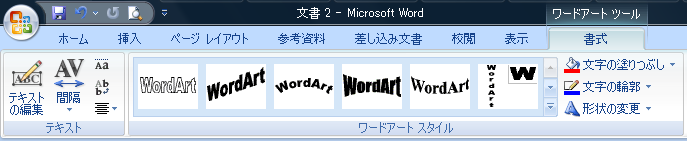 文書 2 - Microsoft Word
ワードアート ツール
ホーム 挿入 ページ レイアウト 参考資料 差し込み文書 校閲 表示 書式
ABC
テキスト
の編集
AV
間隔
Aa
Ab
テキスト
WordArt WordArt WordArt WordArt WordArt WordArt W
ワードアート スタイル
文字の塗りつぶし
文字の輪郭
形状の変更